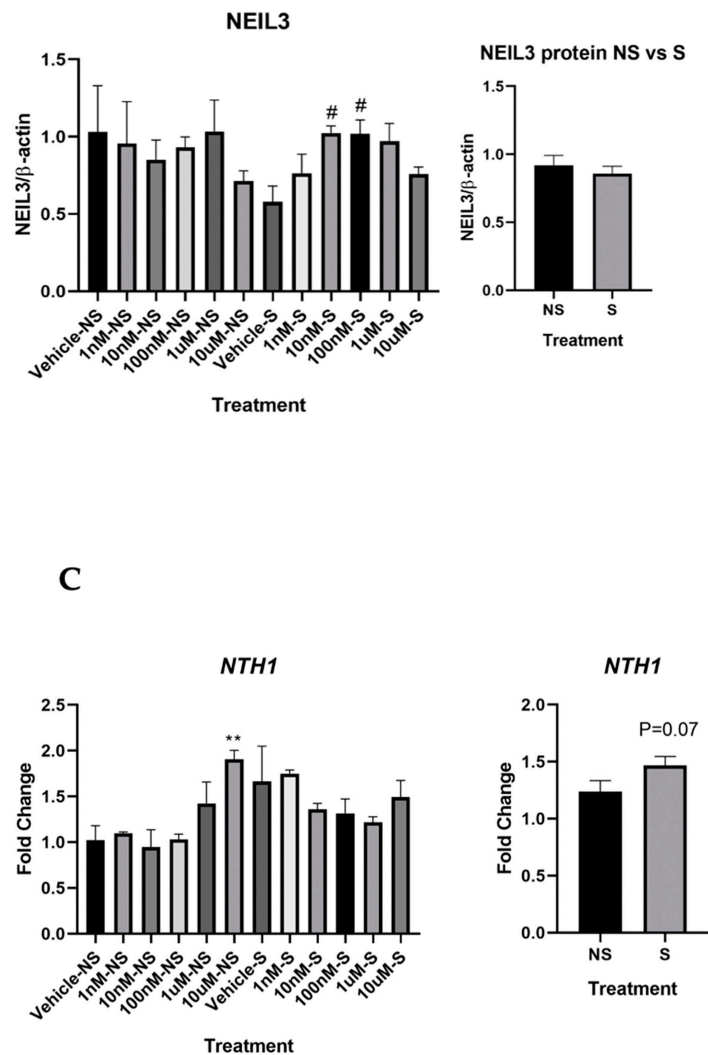 NEIL3
NEIL3/β-actin
1.5
1.0
0.5
0.0
#
#
Vehicle-NS
1nM-NS
10nM-NS
100nM-NS
1uM-NS
10uM-NS
Vehicle-S
1nM-S
10nM-S
100nM-S
1uM-S
10uM-S
Treatment
NEIL3 protein NS vs S
NEIL3/β-actin
1.5
1.0
0.5
0.0
NS
S
Treatment
C
NTH1
Fold Change
2.5
2.0
1.5
1.0
0.5
0.0
**
Vehicle-NS
1nM-NS
10nM-NS
100nM-NS
1uM-NS
10uM-NS
Vehicle-S
1nM-S
10nM-S
100nM-S
1uM-S
10uM-S
Treatment
NTH1
Fold Change
2.0
1.5
1.0
0.5
0.0
P=0.07
NS
S
Treatment